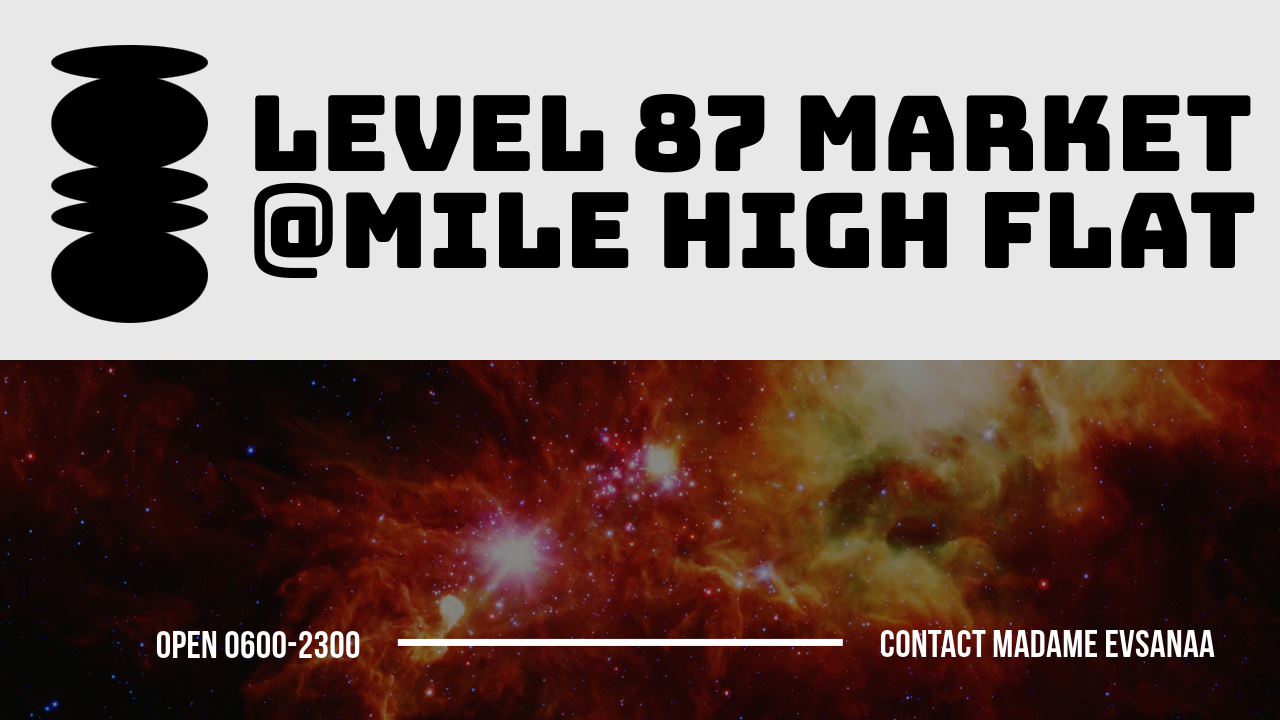 LEVEL 87 MARKET
@MILE HIGH FLAT
OPEN 0600-2300
CONTACT MADAME EVSANAA